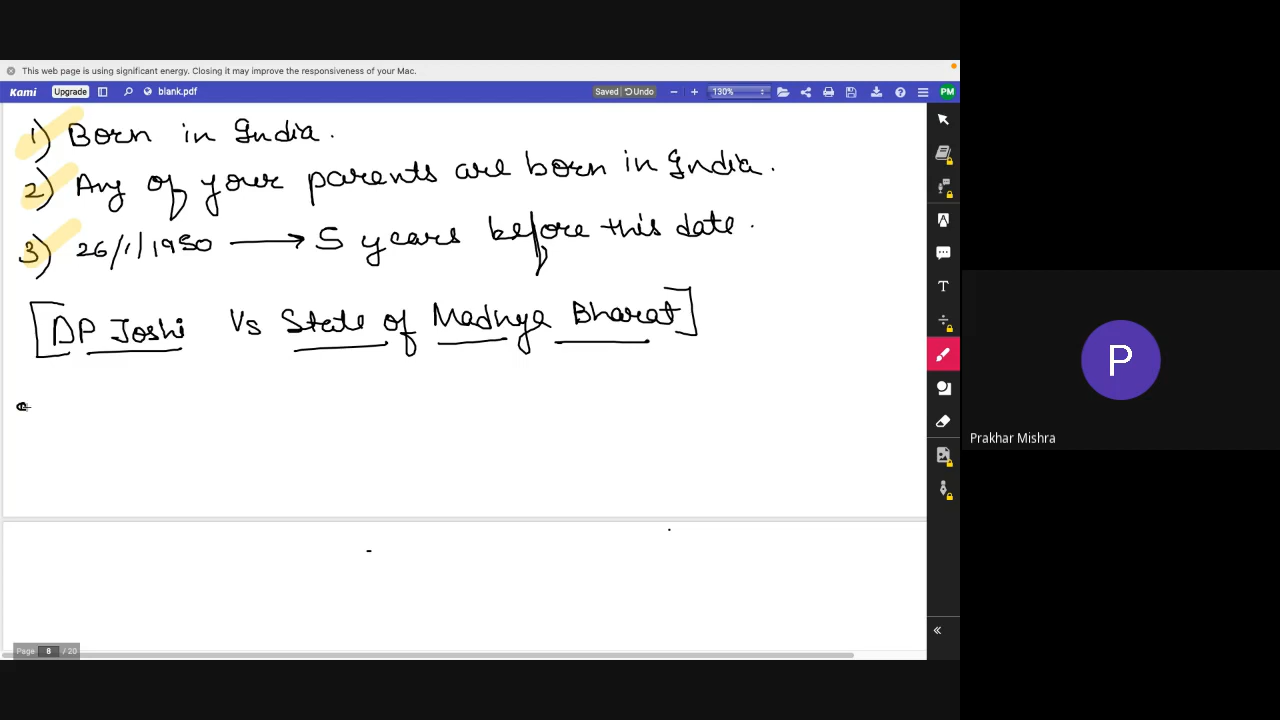 This web page is using significant energy. Closing it may improve the responsiveness of your Mac.
Kami Upgrade blank.pdf Saved Undo 130% PM
1) Born in India.
2) Any of your parents are born in India.
3) 26/1/1950 → 5 years before this date.
[DP Joshi Vs State of Madhya Bharat]
T
P
Prakhar Mishra
Page 8 / 20